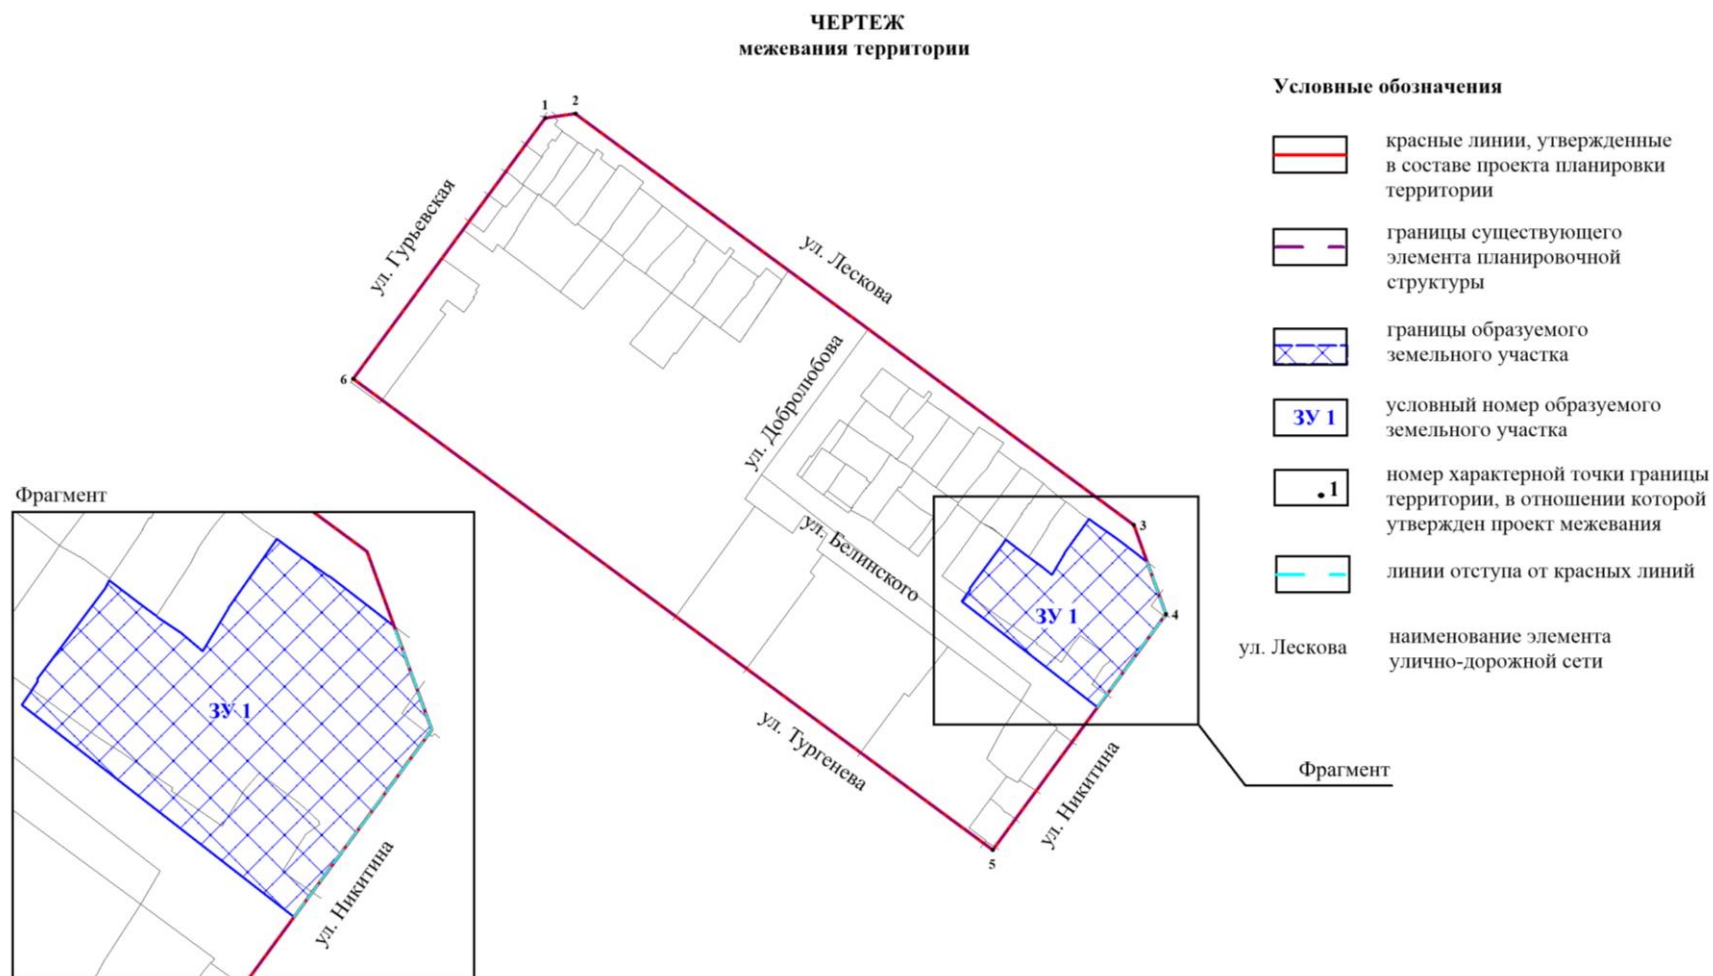 ЧЕРТЕЖ
межевания территории
1
2
ул. Гурьевская
ул. Лескова
ул. Добролюбова
6
3
ул. Белинского
ЗУ 1
4
ул. Тургенева
ул. Никитина
5
Фрагмент
Фрагмент
ЗУ 1
ул. Никитина
Условные обозначения
красные линии, утвержденные
в составе проекта планировки
территории
границы существующего
элемента планировочной
структуры
границы образуемого
земельного участка
ЗУ 1
условный номер образуемого
земельного участка
.1
номер характерной точки границы
территории, в отношении которой
утвержден проект межевания
линии отступа от красных линий
ул. Лескова
наименование элемента
улично-дорожной сети